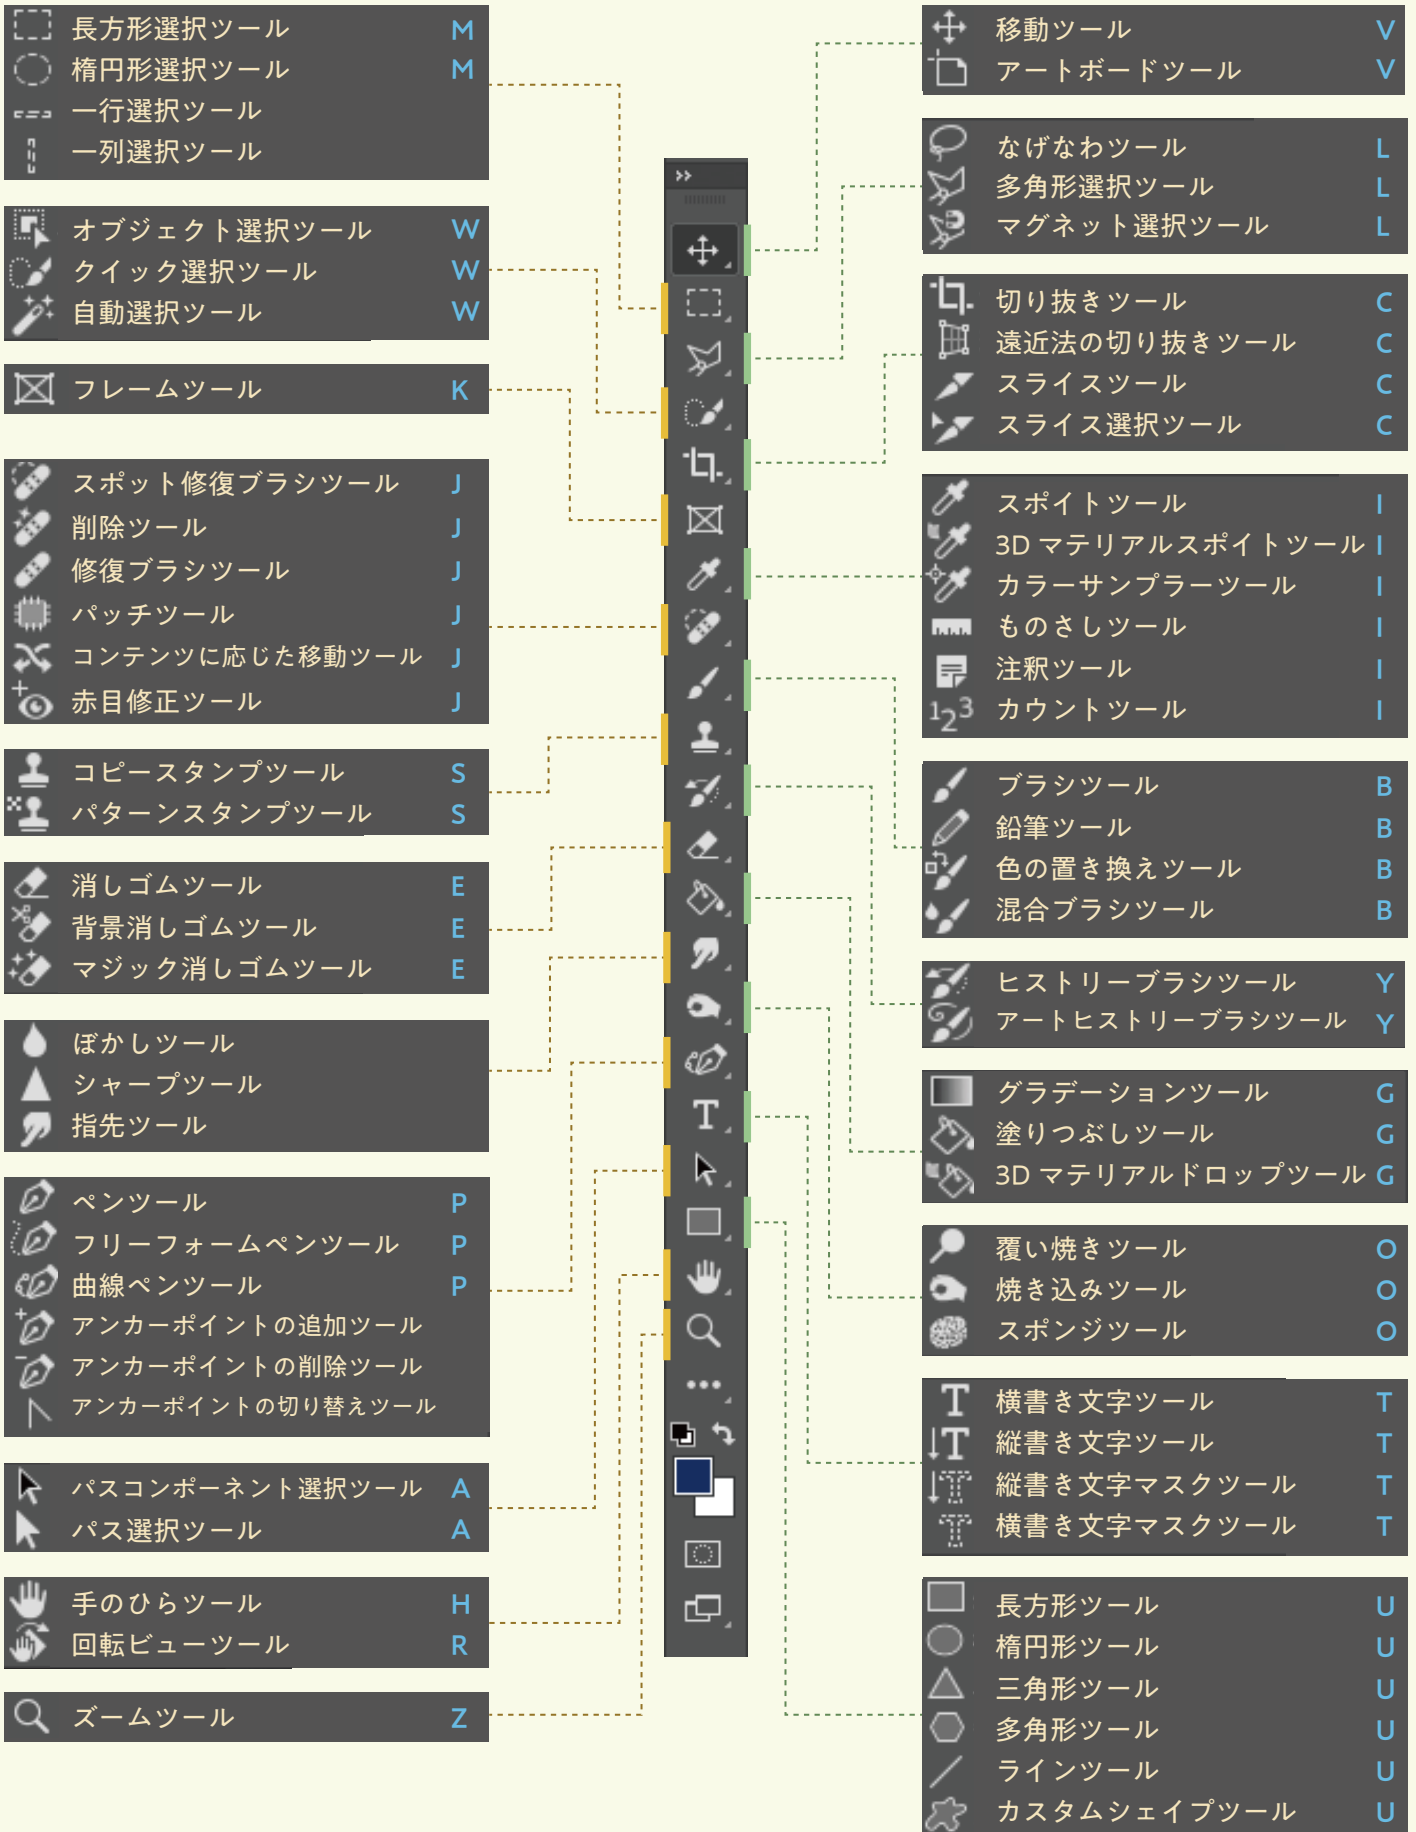 長方形選択ツール M
楕円形選択ツール M
一行選択ツール
一列選択ツール
オブジェクト選択ツール W
クイック選択ツール W
自動選択ツール W
フレームツール K
スポット修復ブラシツール J
削除ツール J
修復ブラシツール J
パッチツール J
コンテンツに応じた移動ツール J
赤目修正ツール J
コピースタンプツール S
パターンスタンプツール S
消しゴムツール E
背景消しゴムツール E
マジック消しゴムツール E
ぼかしツール
シャープツール
指先ツール
ペンツール P
フリーフォームペンツール P
曲線ペンツール P
アンカーポイントの追加ツール
アンカーポイントの削除ツール
アンカーポイントの切り替えツール
パスコンポーネント選択ツール A
パス選択ツール A
手のひらツール H
回転ビューツール R
ズームツール Z
移動ツール V
アートボードツール V
なげなわツール L
多角形選択ツール L
マグネット選択ツール L
切り抜きツール C
遠近法の切り抜きツール C
スライスツール C
スライス選択ツール C
スポイトツール I
3D マテリアルスポイトツール I
カラーサンプラーツール I
ものさしツール I
注釈ツール I
カウントツール I
ブラシツール B
鉛筆ツール B
色の置き換えツール B
混合ブラシツール B
ヒストリーブラシツール Y
アートヒストリーブラシツール Y
グラデーションツール G
塗りつぶしツール G
3D マテリアルドロップツール G
覆い焼きツール O
焼き込みツール O
スポンジツール O
横書き文字ツール T
縦書き文字ツール T
縦書き文字マスクツール T
横書き文字マスクツール T
長方形ツール U
楕円形ツール U
三角形ツール U
多角形ツール U
ラインツール U
カスタムシェイプツール U